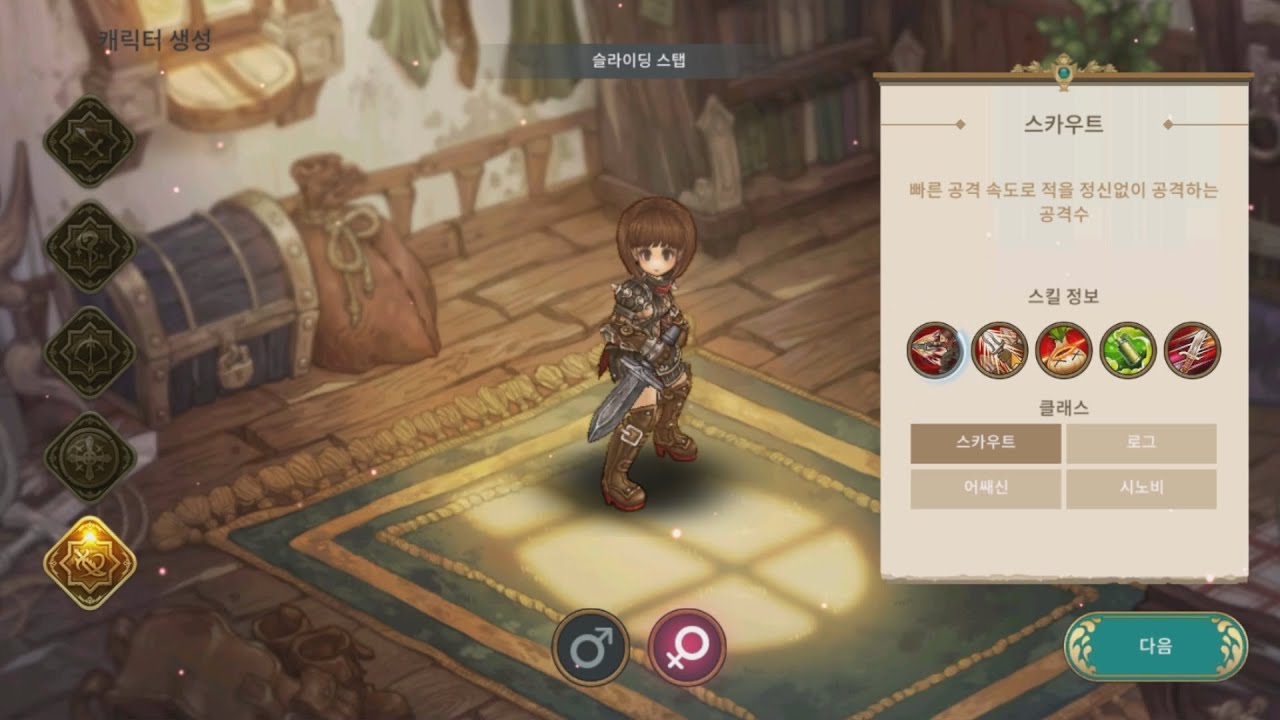 캐릭터 생성
슬라이딩 스탭
스카우트
빠른 공격 속도로 적을 정신없이 공격하는
공격수
스킬 정보
클래스
스카우트
로그
어쌔신
시노비
다음